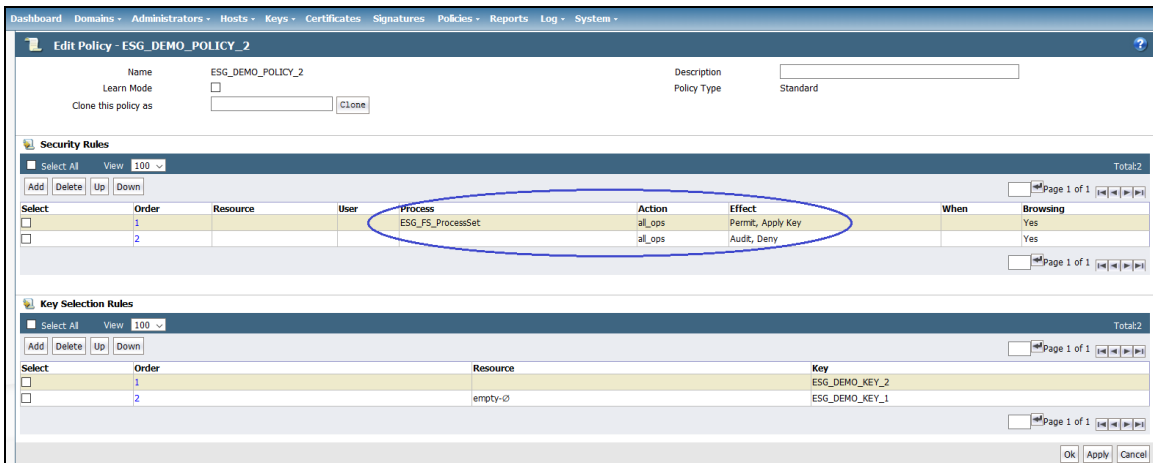 Dashboard Domains Administrators Hosts Keys Certificates Signatures Policies Reports Log System
Edit Policy - ESG_DEMO_POLICY_2 ?
Name ESG_DEMO_POLICY_2 Description
Learn Mode Policy Type Standard
Clone this policy as Clone
Security Rules
Select All View 100 Total:2
Add Delete Up Down Page 1 of 1
Select Order Resource User Process Action Effect When Browsing
1 ESG_FS_ProcessSet all_ops Permit, Apply Key Yes
2 all_ops Audit, Deny Yes
Page 1 of 1
Key Selection Rules
Select All View 100 Total:2
Add Delete Up Down Page 1 of 1
Select Order Resource Key
1 ESG_DEMO_KEY_2
2 empty-∅ ESG_DEMO_KEY_1
Page 1 of 1
Ok Apply Cancel